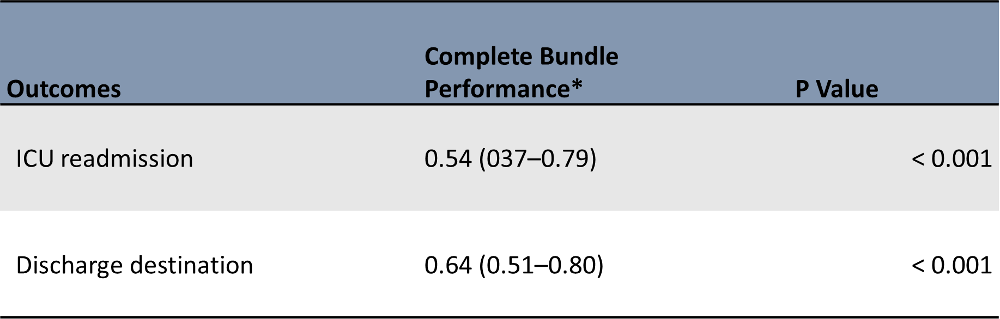 Complete Bundle
Outcomes Performance* P Value
ICU readmission 0.54 (037–0.79) < 0.001
Discharge destination 0.64 (0.51–0.80) < 0.001